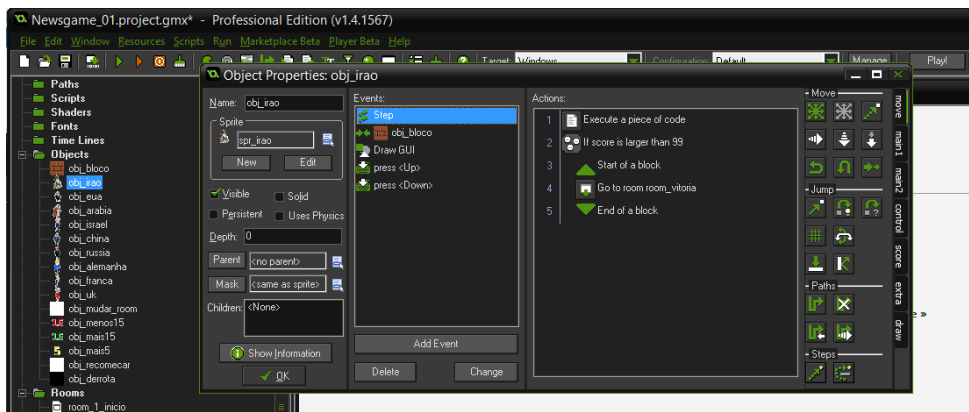 Newsgame_01.project.gmx* - Professional Edition (v1.4.1567)
File Edit Window Resources Scripts Run Marketplace Beta Player Beta Help
Target: Windows Configuration: Default Manage Play!
Paths
Scripts
Shaders
Fonts
Time Lines
Objects
obj_bloco
obj_irao
obj_eua
obj_arabia
obj_israel
obj_china
obj_russia
obj_alemanha
obj_franca
obj_uk
obj_mudar_room
obj_menos15
obj_mais15
obj_mais5
obj_recomecar
obj_derrota
Rooms
room_1_inicio
Object Properties: obj_irao
Name: obj_irao
Sprite
spr_irao
New Edit
Visible Solid
Persistent Uses Physics
Depth: 0
Parent <no parent>
Mask <same as sprite>
Children: <None>
Show Information
OK
Events:
Step
obj_bloco
Draw GUI
press <Up>
press <Down>
Add Event
Delete Change
Actions:
1 Execute a piece of code
2 If score is larger than 99
3 Start of a block
4 Go to room room_vitoria
5 End of a block
Move
Jump
Paths
Steps
move
main1
main2
control
score
extra
draw
e »